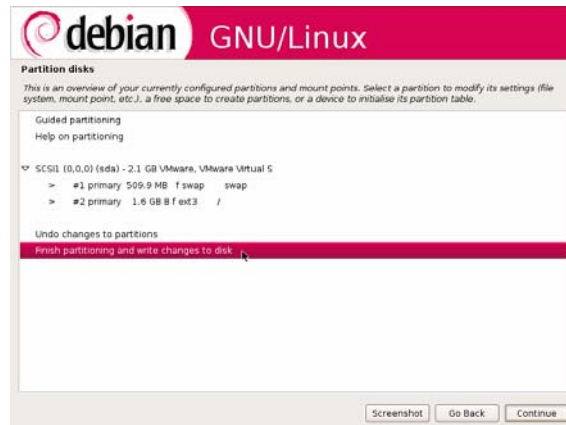 debian GNU/Linux
Partition disks
This is an overview of your currently configured partitions and mount points. Select a partition to modify its settings (file
system, mount point, etc.), a free space to create partitions, or a device to initialise its partition table.
Guided partitioning
Help on partitioning
SCSI1 (0,0,0) (sda) - 2.1 GB VMware, VMware Virtual S
> #1 primary 509.9 MB f swap swap
> #2 primary 1.6 GB B f ext3 /
Undo changes to partitions
Finish partitioning and write changes to disk
Screenshot Go Back Continue